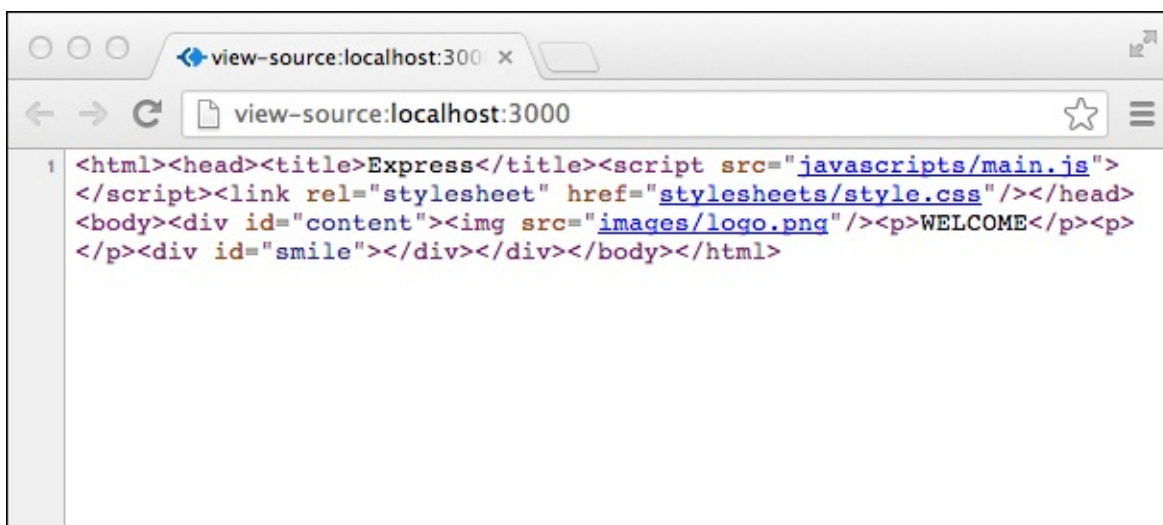 view-source:localhost:300
view-source:localhost:3000
1
<html><head><title>Express</title><script src="javascripts/main.js">
</script><link rel="stylesheet" href="stylesheets/style.css"/></head>
<body><div id="content"><img src="images/logo.png"/><p>WELCOME</p><p>
</p><div id="smile"></div></div></body></html>